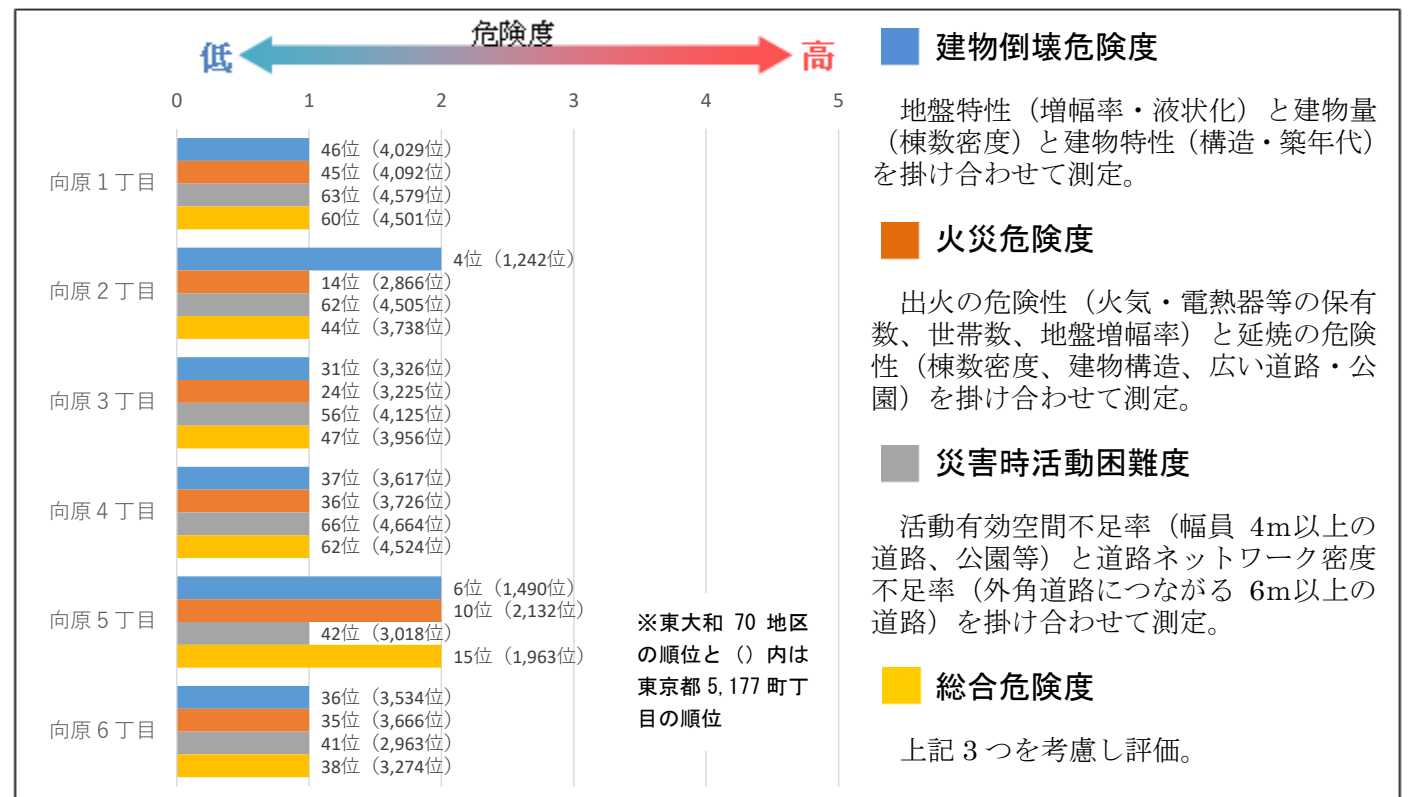 危険度
低
高
0 1 2 3 4 5
向原１丁目
46位（4,029位）
45位（4,092位）
63位（4,579位）
60位（4,501位）
向原２丁目
4位（1,242位）
14位（2,866位）
62位（4,505位）
44位（3,738位）
向原３丁目
31位（3,326位）
24位（3,225位）
56位（4,125位）
47位（3,956位）
向原４丁目
37位（3,617位）
36位（3,726位）
66位（4,664位）
62位（4,524位）
向原５丁目
6位（1,490位）
10位（2,132位）
42位（3,018位）
15位（1,963位）
向原６丁目
36位（3,534位）
35位（3,666位）
41位（2,963位）
38位（3,274位）
※東大和 70 地区
の順位と（）内は
東京都 5,177 町丁
目の順位
建物倒壊危険度
地盤特性（増幅率・液状化）と建物量
（棟数密度）と建物特性（構造・築年代）
を掛け合わせて測定。
火災危険度
出火の危険性（火気・電熱器等の保有
数、世帯数、地盤増幅率）と延焼の危険
性（棟数密度、建物構造、広い道路・公
園）を掛け合わせて測定。
災害時活動困難度
活動有効空間不足率（幅員 4m以上の
道路、公園等）と道路ネットワーク密度
不足率（外角道路につながる 6m以上の
道路）を掛け合わせて測定。
総合危険度
上記 3 つを考慮し評価。